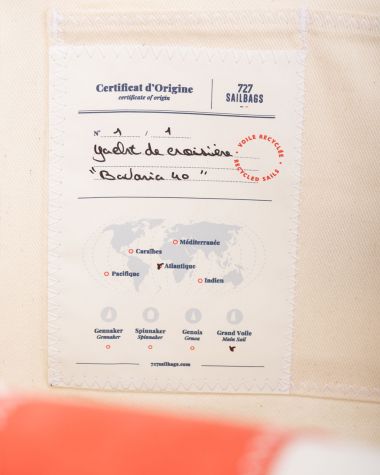 Certificat d'Origine
certificate of origin
727
SAILBAGS
N° 1 / 1
yacht de croisière
"Bavaria 40"
VOILE RECYCLÉE
RECYCLED SAILS
Méditerranée
Caraïbes
Atlantique
Pacifique
Indien
Gennaker Spinnaker Genois Grand Voile
Gennaker Spinnaker Genoa Main Sail
727sailbags.com